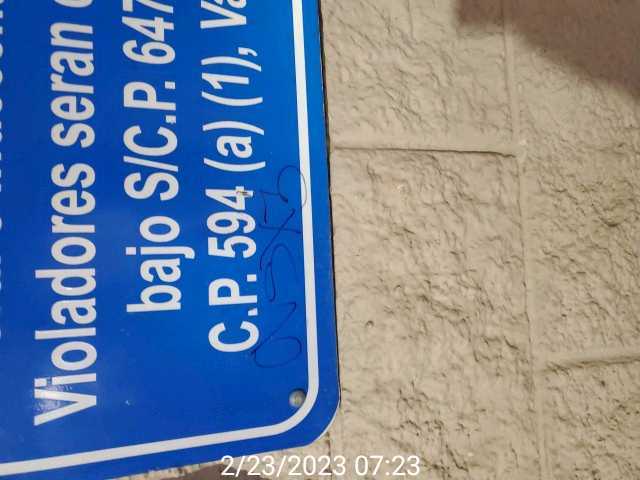 Violadores seran
bajo S/C.P. 647
C.P. 594 (a) (1), Va
2/23/2023 07:23